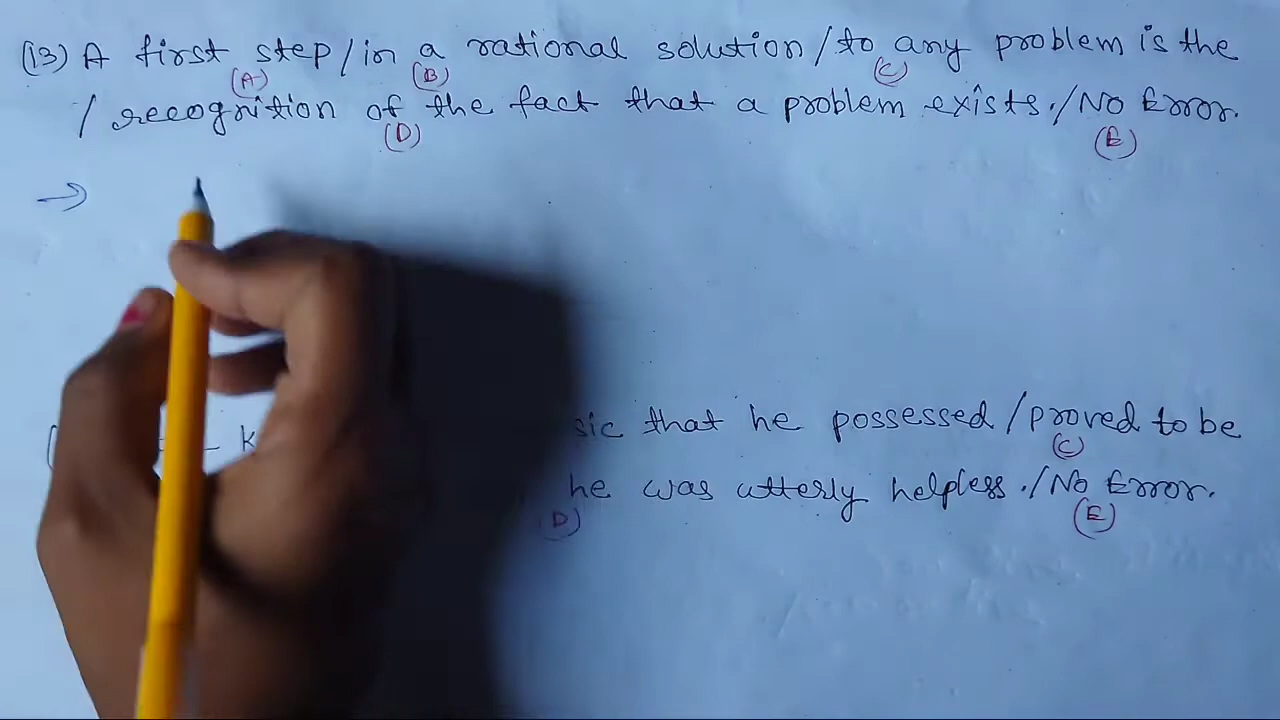 (13) A first step / in a rational solution / to any problem is the
(A) (B) (C)
/ recognition of the fact that a problem exists. / No Error.
(D) (E)
→
K
sic that he possessed / proved to be
(C)
he was utterly helpless. / No Error.
(D) (E)